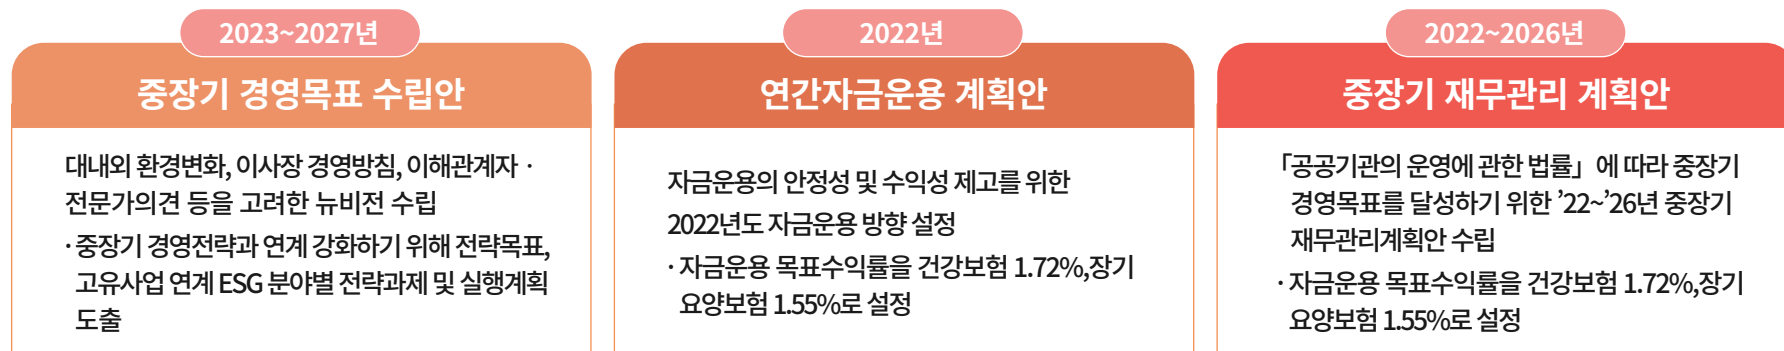 2023~2027년
중장기 경영목표 수립안
대내외 환경변화, 이사장 경영방침, 이해관계자 ·
전문가의견 등을 고려한 뉴비전 수립
· 중장기 경영전략과 연계 강화하기 위해 전략목표,
고유사업 연계 ESG 분야별 전략과제 및 실행계획
도출
2022년
연간자금운용 계획안
자금운용의 안정성 및 수익성 제고를 위한
2022년도 자금운용 방향 설정
· 자금운용 목표수익률을 건강보험 1.72%,장기
요양보험 1.55%로 설정
2022~2026년
중장기 재무관리 계획안
「공공기관의 운영에 관한 법률」에 따라 중장기
경영목표를 달성하기 위한 ’22~’26년 중장기
재무관리계획안 수립
· 자금운용 목표수익률을 건강보험 1.72%,장기
요양보험 1.55%로 설정